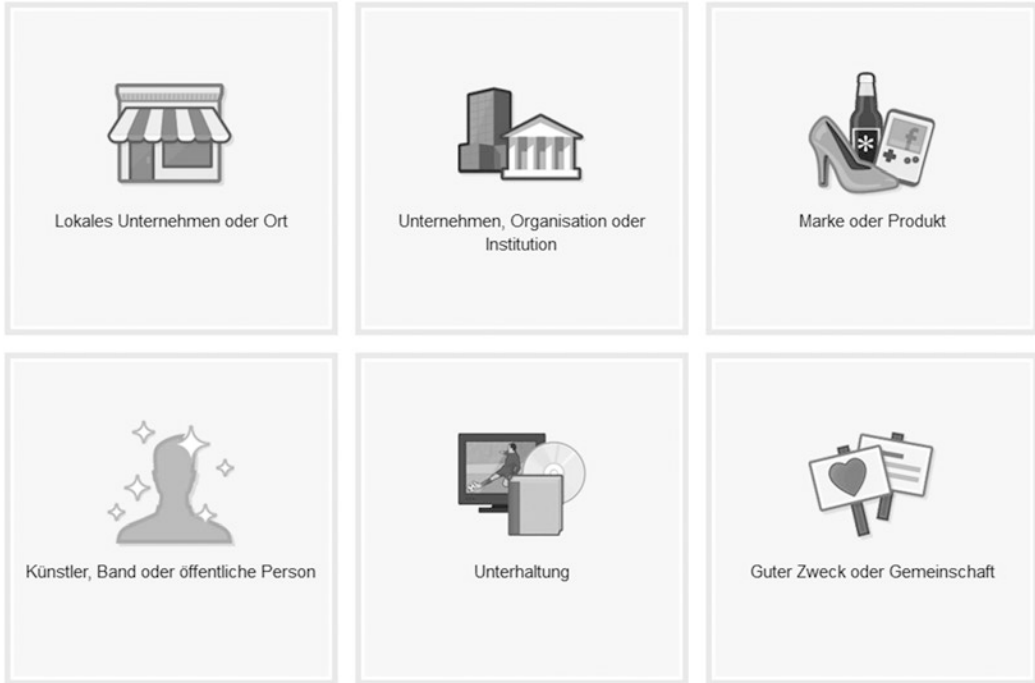 Lokales Unternehmen oder Ort
Unternehmen, Organisation oder
Institution
Marke oder Produkt
Künstler, Band oder öffentliche Person
Unterhaltung
Guter Zweck oder Gemeinschaft